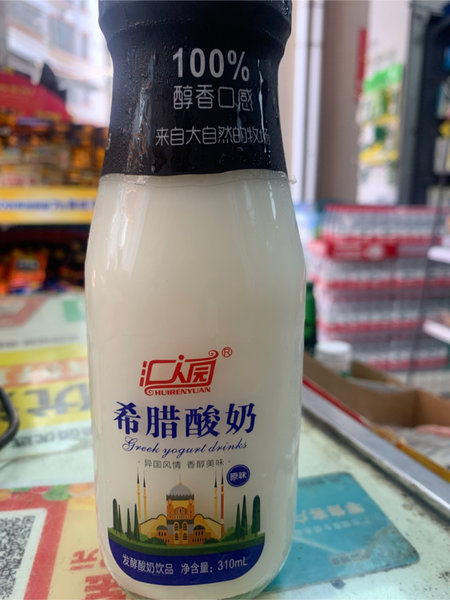 100%
醇香口感
来自大自然的牧场
汇人园®
HUIRENYUAN
希腊酸奶
Greek yogurt drinks
·异国风情 香醇美味·
原味
发酵酸奶饮品 净含量:310mL